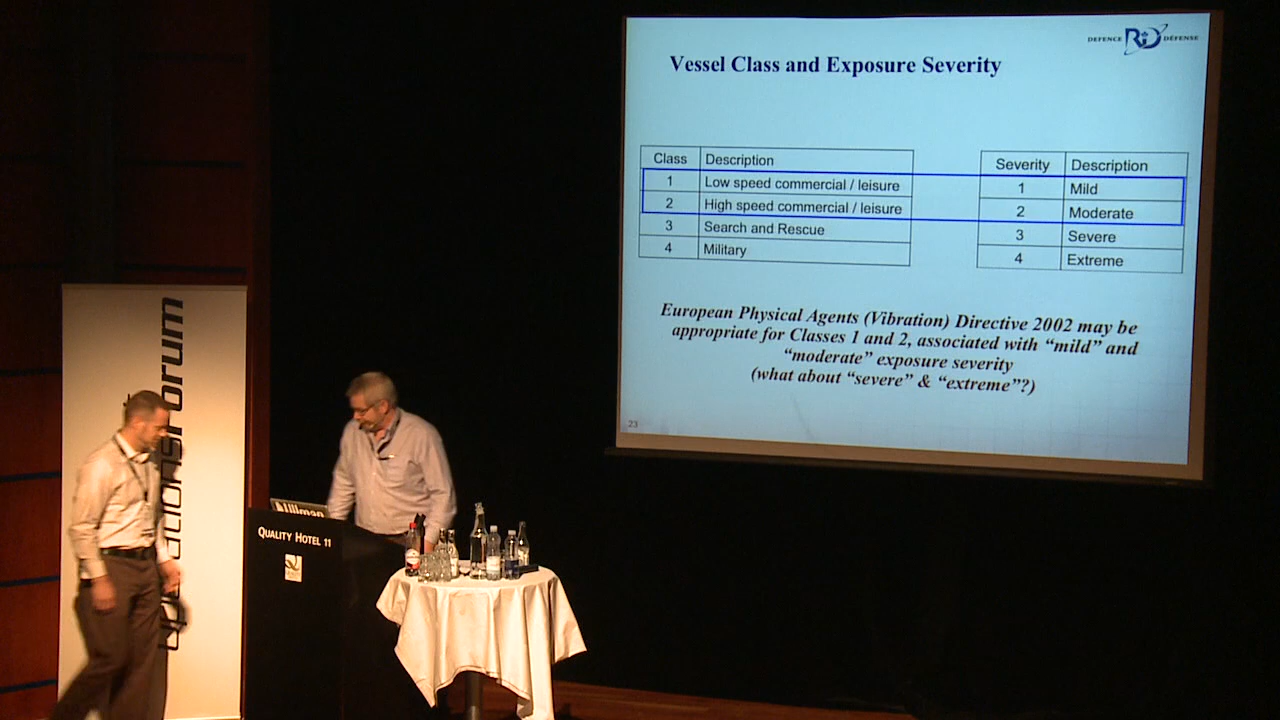 DEFENCE R&D DÉFENSE
Vessel Class and Exposure Severity
Class Description
1 Low speed commercial / leisure
2 High speed commercial / leisure
3 Search and Rescue
4 Military
Severity Description
1 Mild
2 Moderate
3 Severe
4 Extreme
European Physical Agents (Vibration) Directive 2002 may be
appropriate for Classes 1 and 2, associated with “mild” and
“moderate” exposure severity
(what about “severe” & “extreme”?)
23
Ullman
QUALITY HOTEL 11
Forum